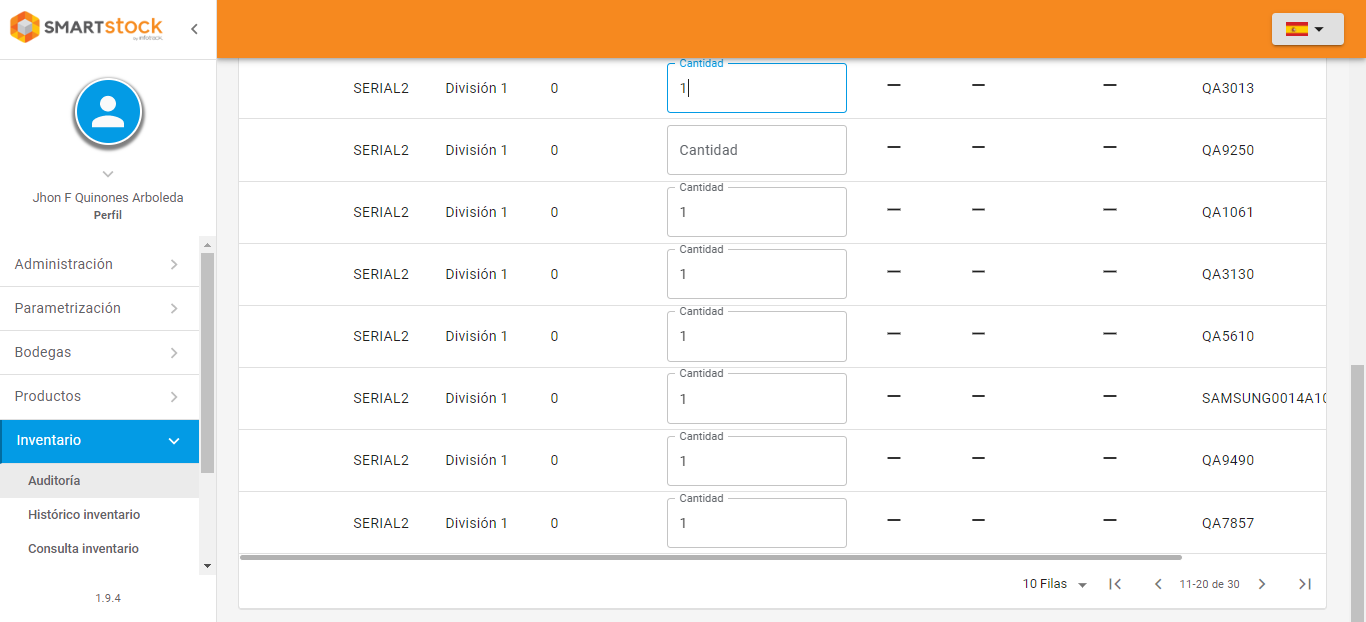 SMARTSTOCK
by infotrack
Jhon F Quinones Arboleda
Perfil
Administración
Parametrización
Bodegas
Productos
Inventario
Auditoría
Histórico inventario
Consulta inventario
1.9.4
SERIAL2 División 1 0 Cantidad 1 — — — QA3013
SERIAL2 División 1 0 Cantidad — — — QA9250
SERIAL2 División 1 0 Cantidad 1 — — — QA1061
SERIAL2 División 1 0 Cantidad 1 — — — QA3130
SERIAL2 División 1 0 Cantidad 1 — — — QA5610
SERIAL2 División 1 0 Cantidad 1 — — — SAMSUNG0014A10
SERIAL2 División 1 0 Cantidad 1 — — — QA9490
SERIAL2 División 1 0 Cantidad 1 — — — QA7857
10 Filas 11-20 de 30